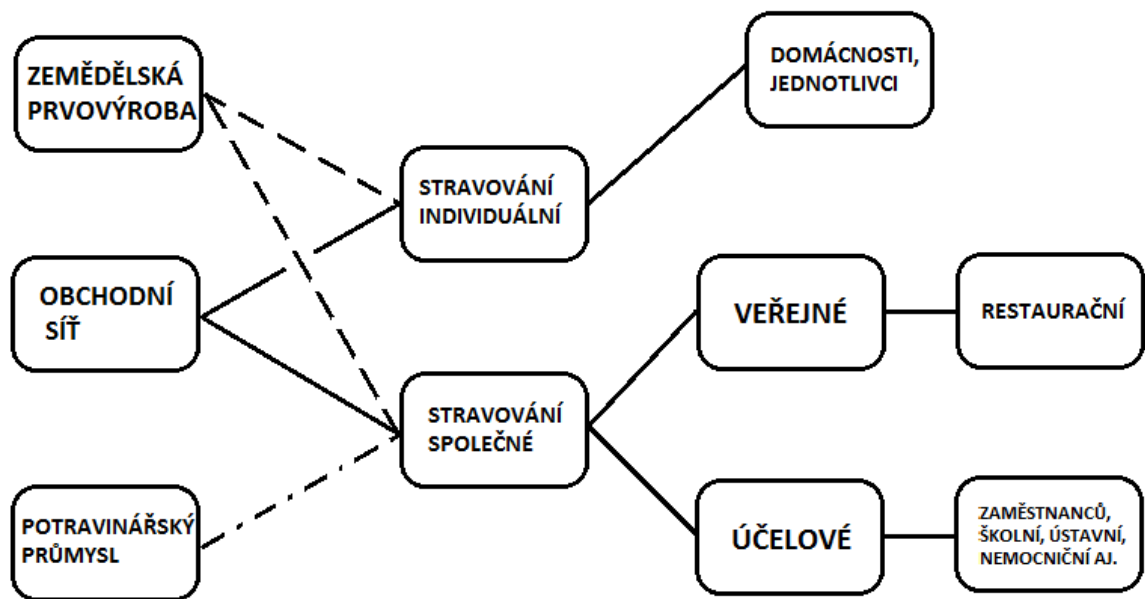 ZEMĚDĚLSKÁ
PRVOVÝROBA
OBCHODNÍ
SÍŤ
POTRAVINÁŘSKÝ
PRŮMYSL
STRAVOVÁNÍ
INDIVIDUÁLNÍ
STRAVOVÁNÍ
SPOLEČNÉ
DOMÁCNOSTI,
JEDNOTLIVCI
VEŘEJNÉ
RESTAURAČNÍ
ÚČELOVÉ
ZAMĚSTNANCŮ,
ŠKOLNÍ, ÚSTAVNÍ,
NEMOCNIČNÍ AJ.